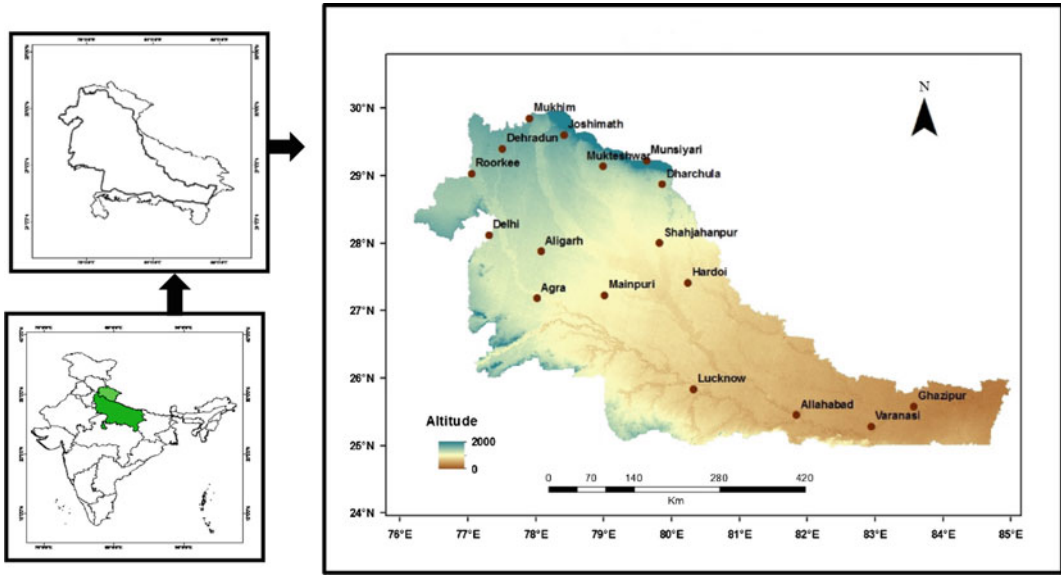 N
30°N
29°N
28°N
27°N
26°N
25°N
24°N
Mukhim
Joshimath
Dehradun
Mukteshwar
Munsiyari
Roorkee
Dharchula
Delhi
Shahjahanpur
Aligarh
Hardoi
Mainpuri
Agra
Lucknow
Ghazipur
Allahabad
Varanasi
Altitude
2000
0
0 70 140 280 420
Km
76°E 77°E 78°E 79°E 80°E 81°E 82°E 83°E 84°E 85°E